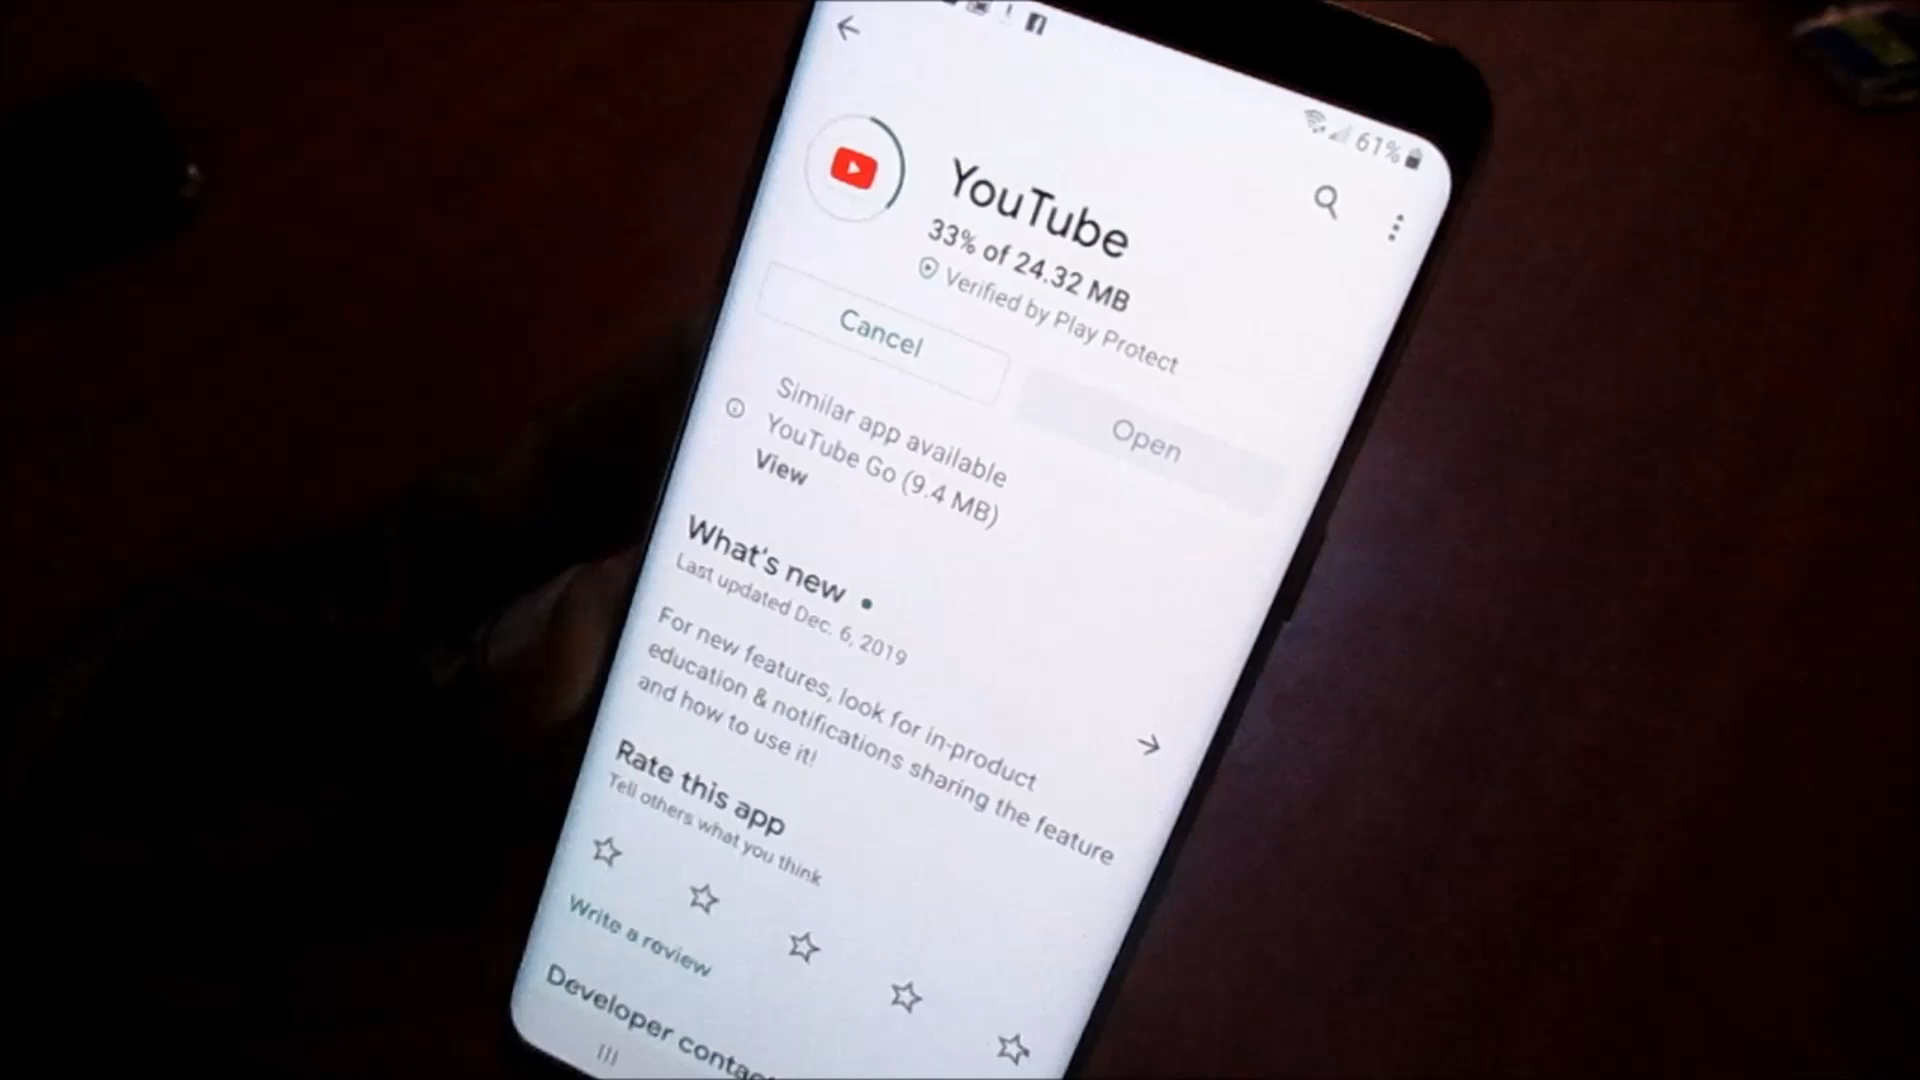 61%
YouTube
33% of 24.32 MB
Verified by Play Protect
Cancel
Open
Similar app available
YouTube Go (9.4 MB)
View
What's new
Last updated Dec. 6, 2019
For new features, look for in-product
education & notifications sharing the feature
and how to use it!
Rate this app
Tell others what you think
Write a review
Developer contac